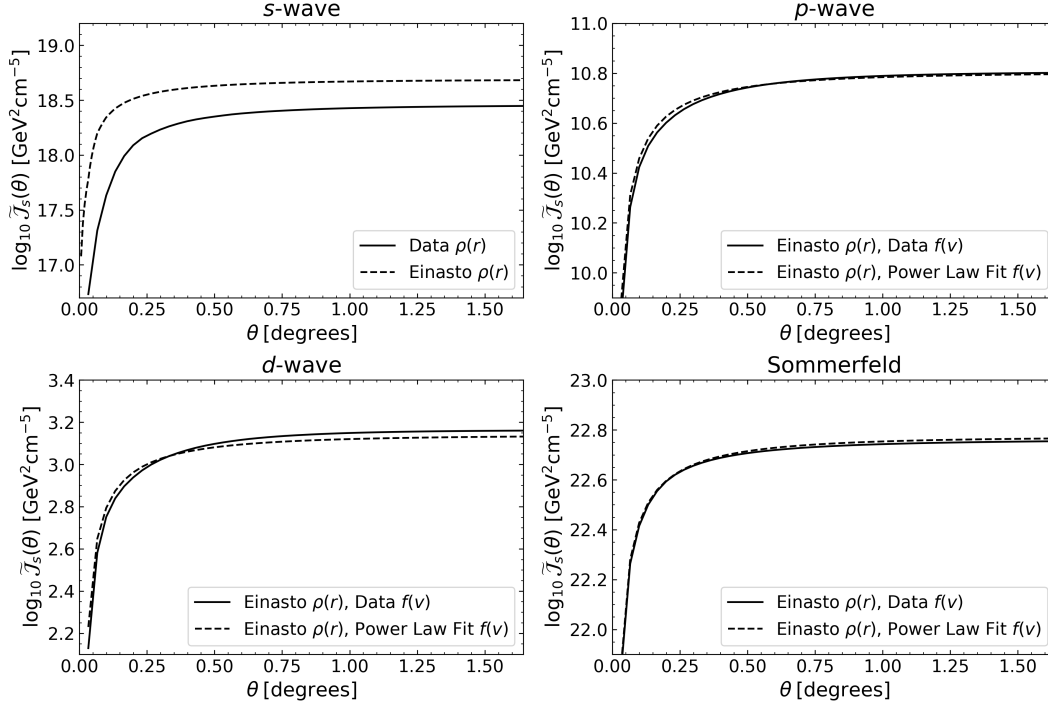 s-wave
log₁₀ J̃ₛ(θ) [GeV²cm⁻⁵]
19.0
18.5
18.0
17.5
17.0
Data ρ(r)
Einasto ρ(r)
0.00 0.25 0.50 0.75 1.00 1.25 1.50
θ [degrees]
p-wave
log₁₀ J̃ₛ(θ) [GeV²cm⁻⁵]
11.0
10.8
10.6
10.4
10.2
10.0
Einasto ρ(r), Data f(v)
Einasto ρ(r), Power Law Fit f(v)
0.00 0.25 0.50 0.75 1.00 1.25 1.50
θ [degrees]
d-wave
log₁₀ J̃ₛ(θ) [GeV²cm⁻⁵]
3.4
3.2
3.0
2.8
2.6
2.4
2.2
Einasto ρ(r), Data f(v)
Einasto ρ(r), Power Law Fit f(v)
0.00 0.25 0.50 0.75 1.00 1.25 1.50
θ [degrees]
Sommerfeld
log₁₀ J̃ₛ(θ) [GeV²cm⁻⁵]
23.0
22.8
22.6
22.4
22.2
22.0
Einasto ρ(r), Data f(v)
Einasto ρ(r), Power Law Fit f(v)
0.00 0.25 0.50 0.75 1.00 1.25 1.50
θ [degrees]